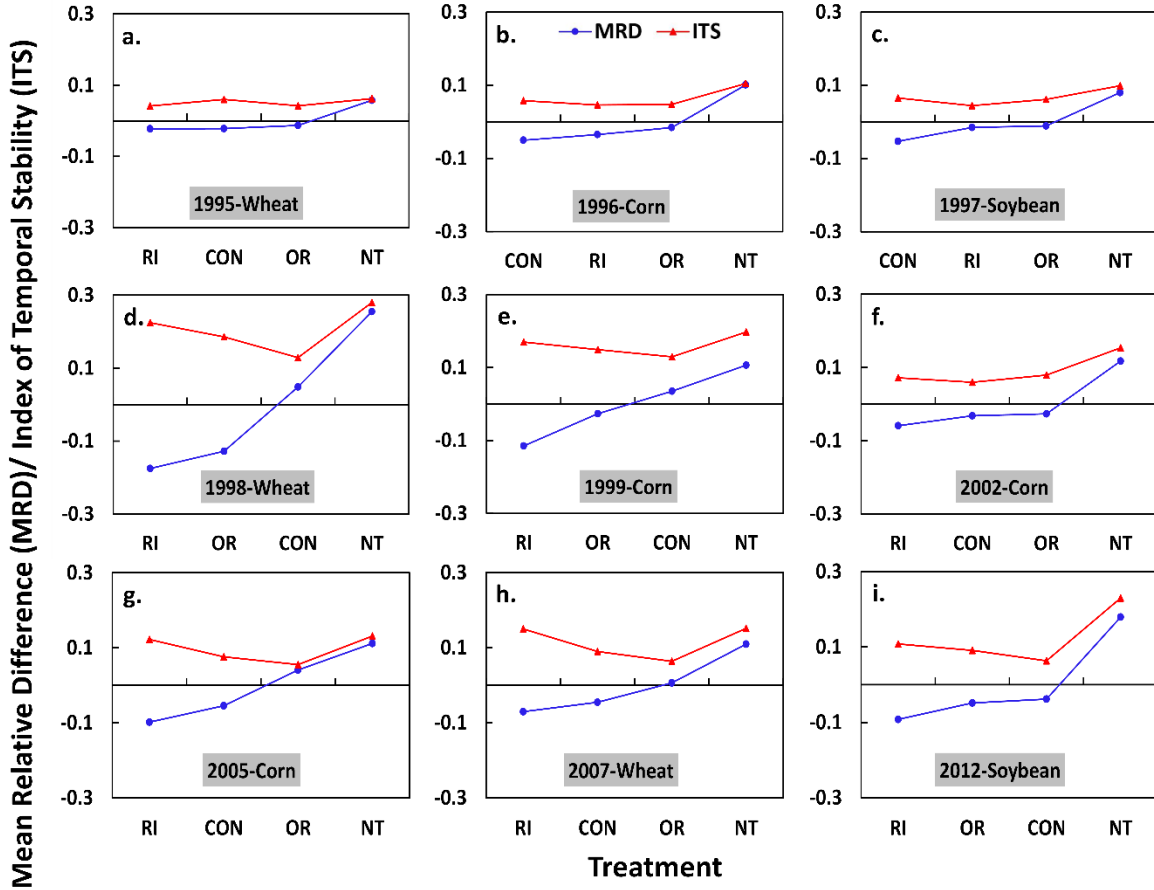 Mean Relative Difference (MRD)/ Index of Temporal Stability (ITS)
a.
0.3
0.1
-0.1
-0.3
1995-Wheat
RI CON OR NT
b.
MRD ITS
0.3
0.1
-0.1
-0.3
1996-Corn
CON RI OR NT
c.
0.3
0.1
-0.1
-0.3
1997-Soybean
CON RI OR NT
d.
0.3
0.1
-0.1
-0.3
1998-Wheat
RI OR CON NT
e.
0.3
0.1
-0.1
-0.3
1999-Corn
RI OR CON NT
f.
0.3
0.1
-0.1
-0.3
2002-Corn
RI CON OR NT
g.
0.3
0.1
-0.1
-0.3
2005-Corn
RI CON OR NT
h.
0.3
0.1
-0.1
-0.3
2007-Wheat
RI CON OR NT
i.
0.3
0.1
-0.1
-0.3
2012-Soybean
RI OR CON NT
Treatment